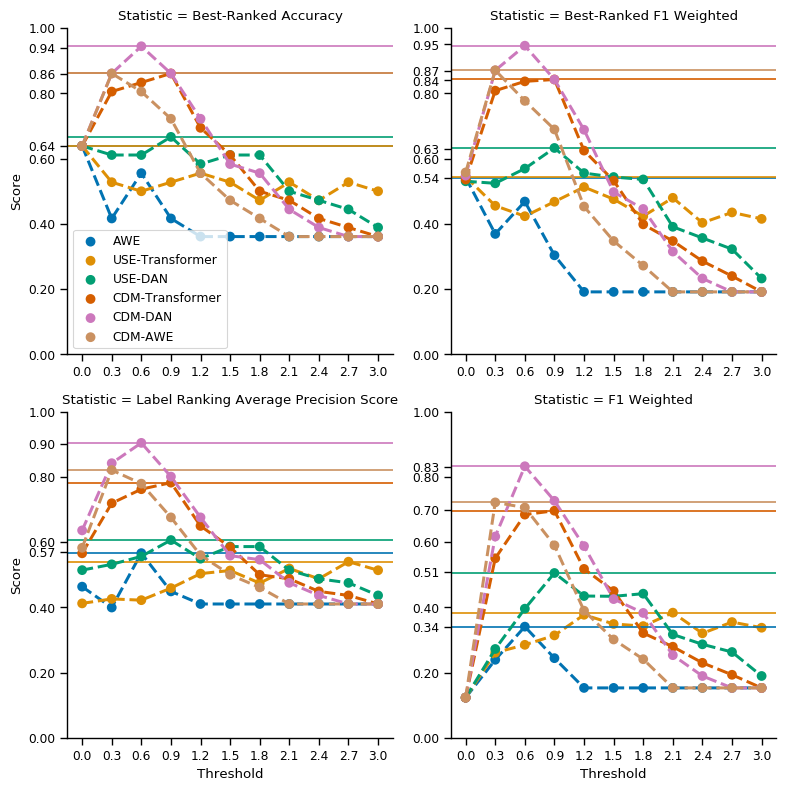 Statistic = Best-Ranked Accuracy
1.00
0.94
0.86
0.80
0.64
0.60
0.40
0.20
0.00
Score
AWE
USE-Transformer
USE-DAN
CDM-Transformer
CDM-DAN
CDM-AWE
0.0 0.3 0.6 0.9 1.2 1.5 1.8 2.1 2.4 2.7 3.0
Statistic = Best-Ranked F1 Weighted
1.00
0.95
0.87
0.84
0.80
0.63
0.60
0.54
0.40
0.20
0.00
0.0 0.3 0.6 0.9 1.2 1.5 1.8 2.1 2.4 2.7 3.0
Statistic = Label Ranking Average Precision Score
1.00
0.90
0.80
0.60
0.57
0.40
0.20
0.00
Score
0.0 0.3 0.6 0.9 1.2 1.5 1.8 2.1 2.4 2.7 3.0
Threshold
Statistic = F1 Weighted
1.00
0.83
0.80
0.70
0.60
0.51
0.40
0.34
0.20
0.00
0.0 0.3 0.6 0.9 1.2 1.5 1.8 2.1 2.4 2.7 3.0
Threshold